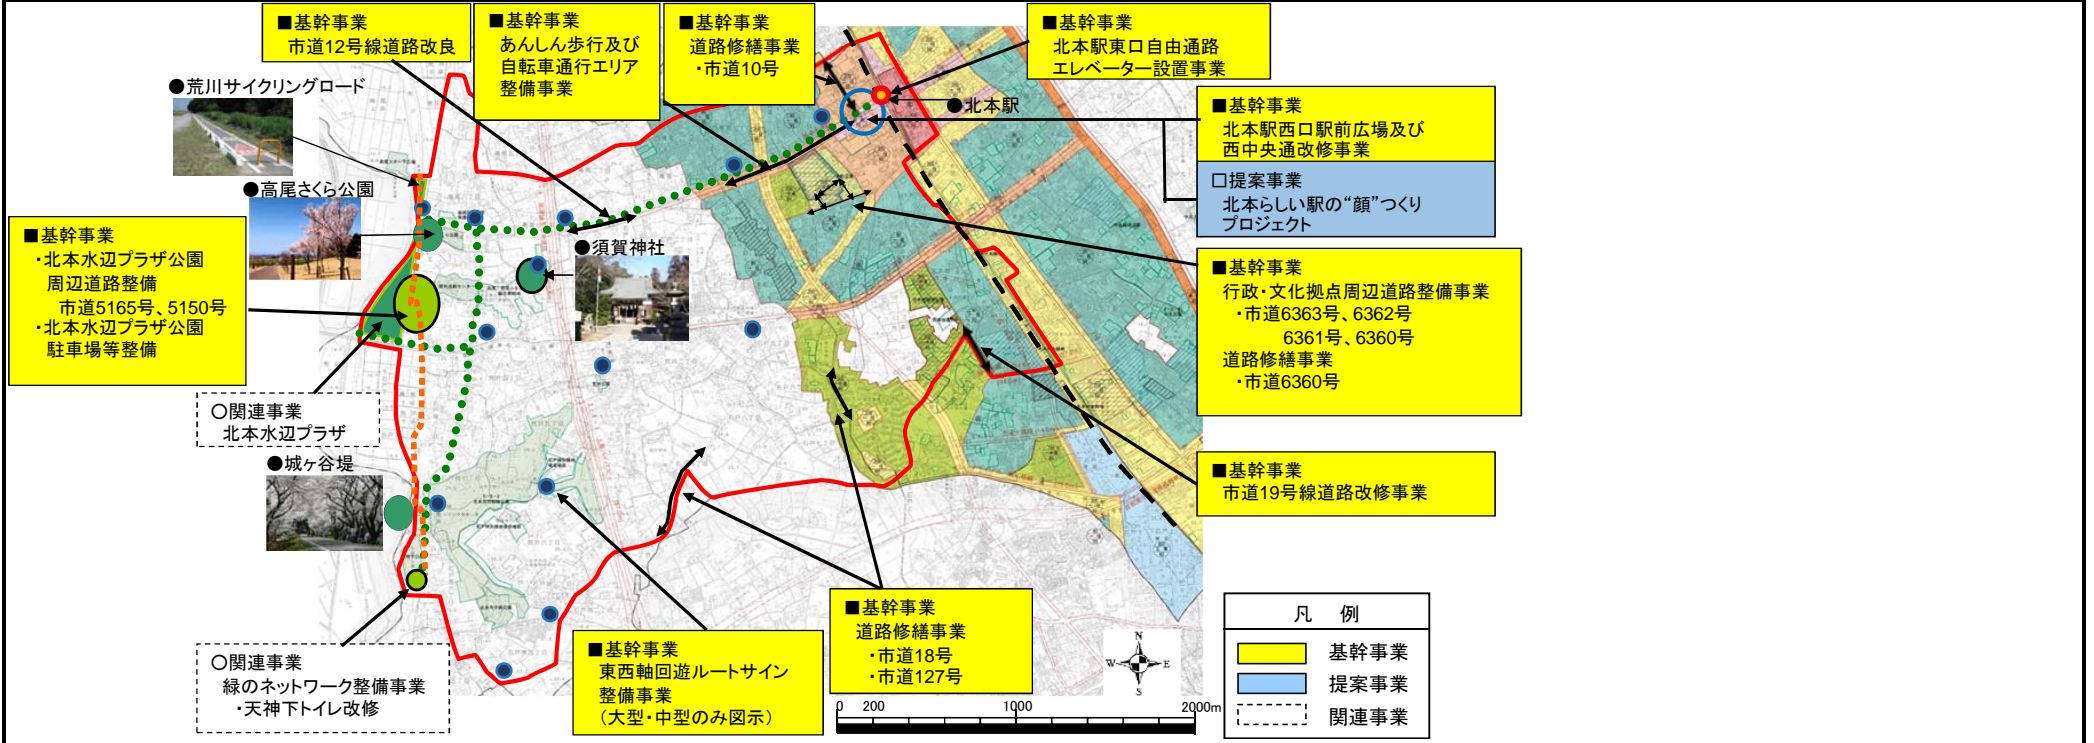 ■基幹事業
市道12号線道路改良
■基幹事業
あんしん歩行及び
自転車通行エリア
整備事業
■基幹事業
道路修繕事業
・市道10号
■基幹事業
北本駅東口自由通路
エレベーター設置事業
●荒川サイクリングロード
●北本駅
■基幹事業
北本駅西口駅前広場及び
西中央通改修事業
□提案事業
北本らしい駅の“顔”つくり
プロジェクト
●高尾さくら公園
■基幹事業
・北本水辺プラザ公園
周辺道路整備
市道5165号、5150号
・北本水辺プラザ公園
駐車場等整備
●須賀神社
■基幹事業
行政・文化拠点周辺道路整備事業
・市道6363号、6362号
6361号、6360号
道路修繕事業
・市道6360号
○関連事業
北本水辺プラザ
●城ヶ谷堤
■基幹事業
市道19号線道路改修事業
○関連事業
緑のネットワーク整備事業
・天神下トイレ改修
■基幹事業
東西軸回遊ルートサイン
整備事業
（大型・中型のみ図示）
■基幹事業
道路修繕事業
・市道18号
・市道127号
N
W E
S
0 200 1000 2000m
凡 例
基幹事業
提案事業
関連事業